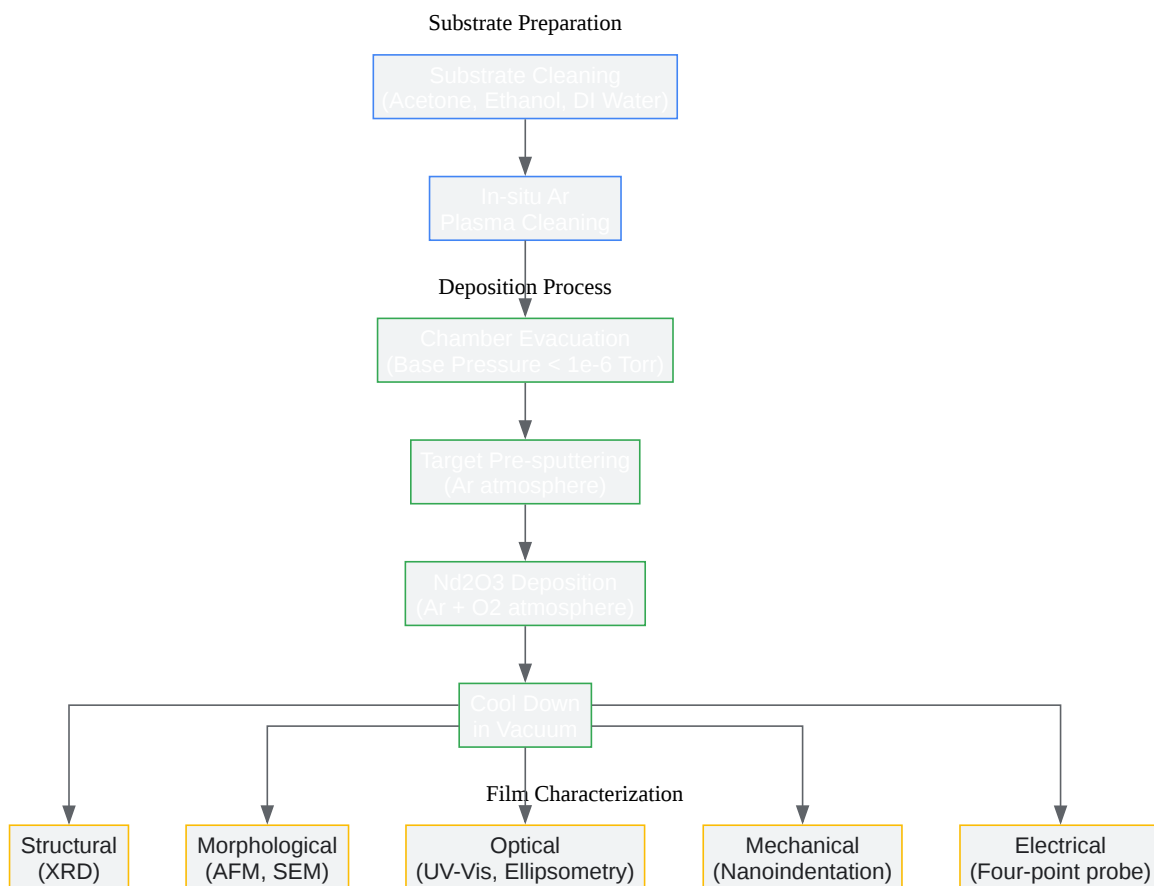 Substrate Preparation
Substrate Cleaning
(Acetone, Ethanol, DI Water)
In-situ Ar
Plasma Cleaning
Deposition Process
Chamber Evacuation
(Base Pressure < 1e-6 Torr)
Target Pre-sputtering
(Ar atmosphere)
Nd2O3 Deposition
(Ar + O2 atmosphere)
Cool Down
in Vacuum
Film Characterization
Structural
(XRD)
Morphological
(AFM, SEM)
Optical
(UV-Vis, Ellipsometry)
Mechanical
(Nanoindentation)
Electrical
(Four-point probe)